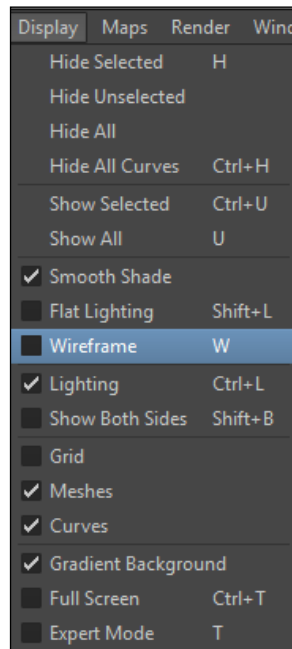 Display Maps Render Wind
Hide Selected H
Hide Unselected
Hide All
Hide All Curves Ctrl+H
Show Selected Ctrl+U
Show All U
Smooth Shade
Flat Lighting Shift+L
Wireframe W
Lighting Ctrl+L
Show Both Sides Shift+B
Grid
Meshes
Curves
Gradient Background
Full Screen Ctrl+T
Expert Mode T